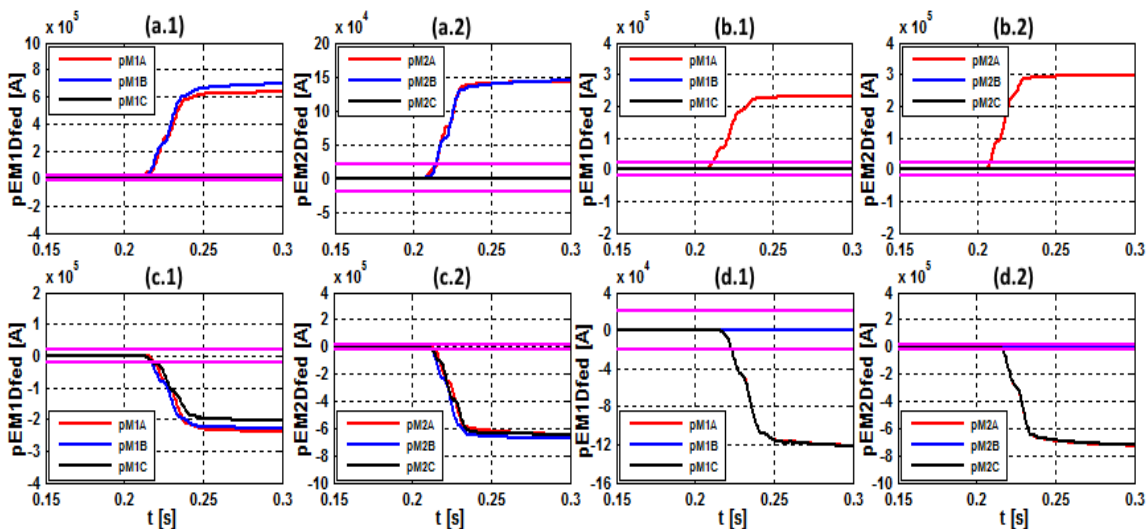 x 10^5 (a.1)
x 10^4 (a.2)
x 10^5 (b.1)
x 10^5 (b.2)
pEM1Dfed [A]
10
8
6
4
2
0
-2
-4
pM1A
pM1B
pM1C
0.15 0.2 0.25 0.3
pEM2Dfed [A]
20
15
10
5
0
-5
pM2A
pM2B
pM2C
0.15 0.2 0.25 0.3
pEM1Dfed [A]
4
3
2
1
0
-1
-2
pM1A
pM1B
pM1C
0.15 0.2 0.25 0.3
pEM2Dfed [A]
4
3
2
1
0
-1
-2
pM2A
pM2B
pM2C
0.15 0.2 0.25 0.3
x 10^5 (c.1)
x 10^5 (c.2)
x 10^4 (d.1)
x 10^5 (d.2)
pEM1Dfed [A]
2
1
0
-1
-2
-3
-4
pM1A
pM1B
pM1C
0.15 0.2 0.25 0.3
t [s]
pEM2Dfed [A]
4
2
0
-2
-4
-6
-8
-10
pM2A
pM2B
pM2C
0.15 0.2 0.25 0.3
t [s]
pEM1Dfed [A]
4
0
-4
-8
-12
-16
pM1A
pM1B
pM1C
0.15 0.2 0.25 0.3
t [s]
pEM2Dfed [A]
4
2
0
-2
-4
-6
-8
-10
pM2A
pM2B
pM2C
0.15 0.2 0.25 0.3
t [s]